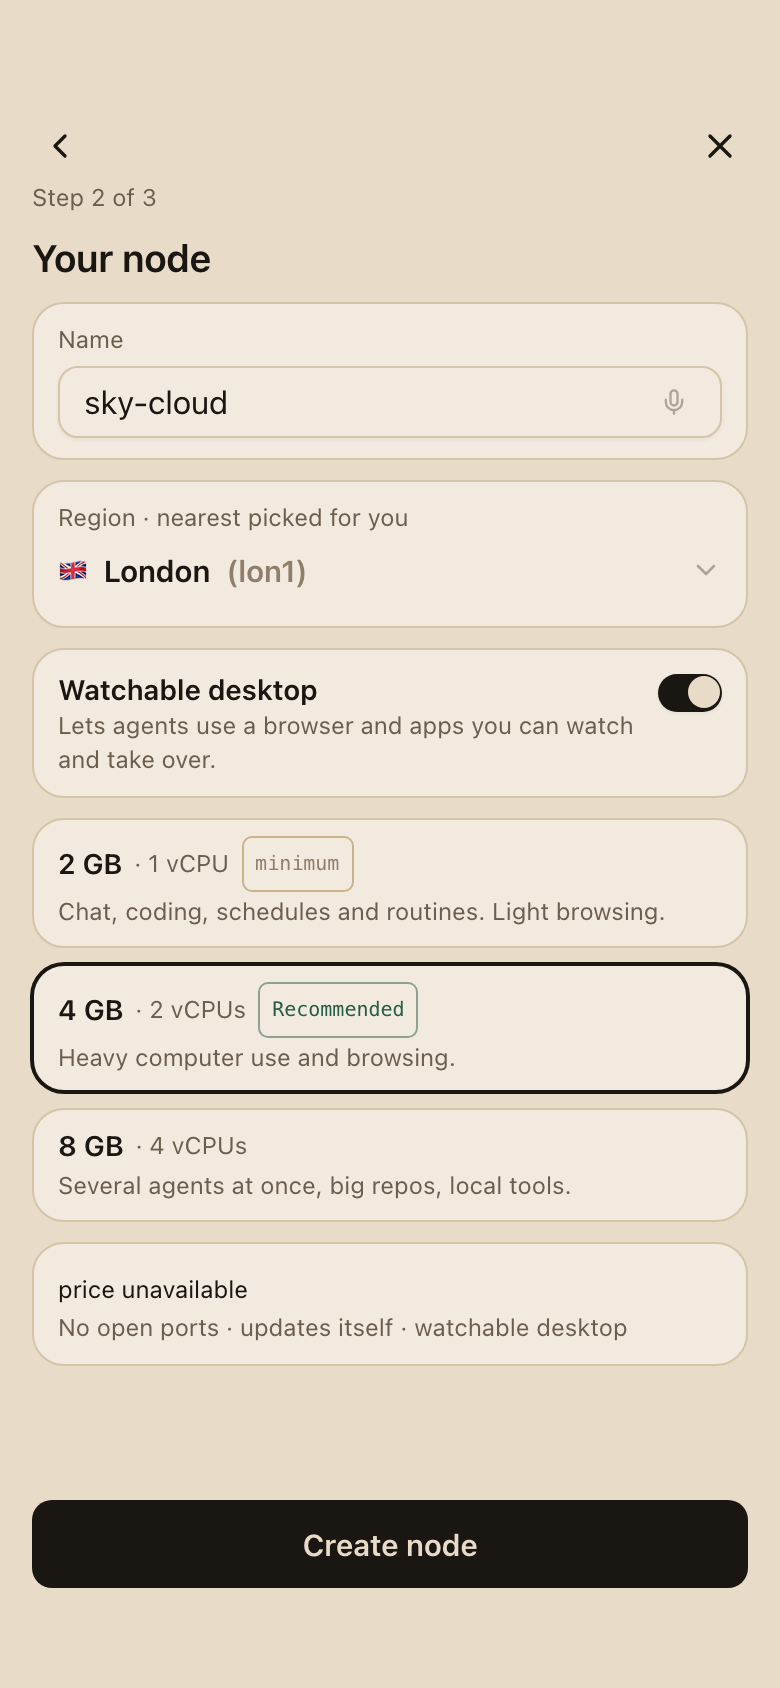 Step 2 of 3
Your node
Name
sky-cloud
Region · nearest picked for you
London (lon1)
Watchable desktop
Lets agents use a browser and apps you can watch
and take over.
2 GB · 1 vCPU minimum
Chat, coding, schedules and routines. Light browsing.
4 GB · 2 vCPUs Recommended
Heavy computer use and browsing.
8 GB · 4 vCPUs
Several agents at once, big repos, local tools.
price unavailable
No open ports · updates itself · watchable desktop
Create node